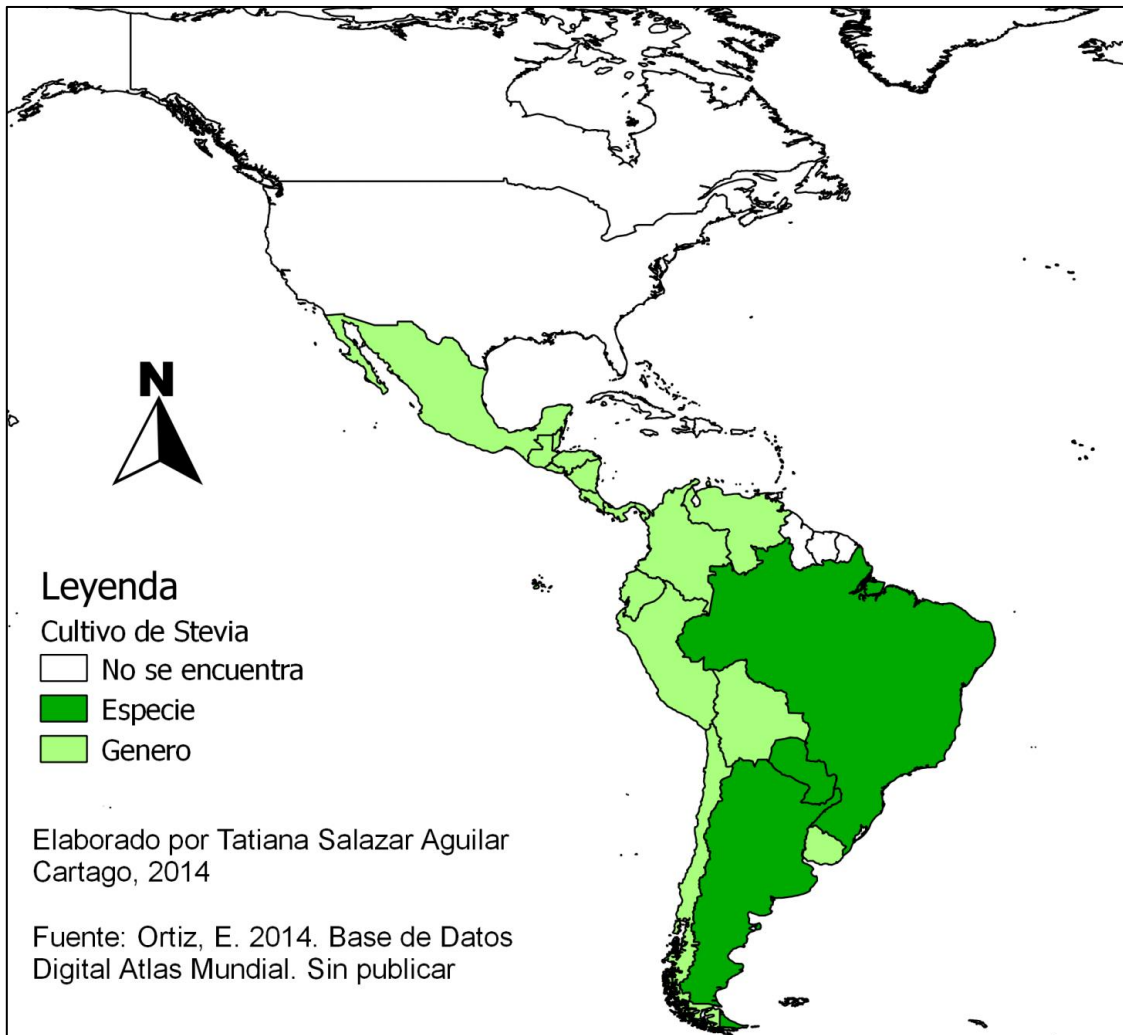 N
Leyenda
Cultivo de Stevia
No se encuentra
Especie
Genero
Elaborado por Tatiana Salazar Aguilar
Cartago, 2014
Fuente: Ortiz, E. 2014. Base de Datos
Digital Atlas Mundial. Sin publicar